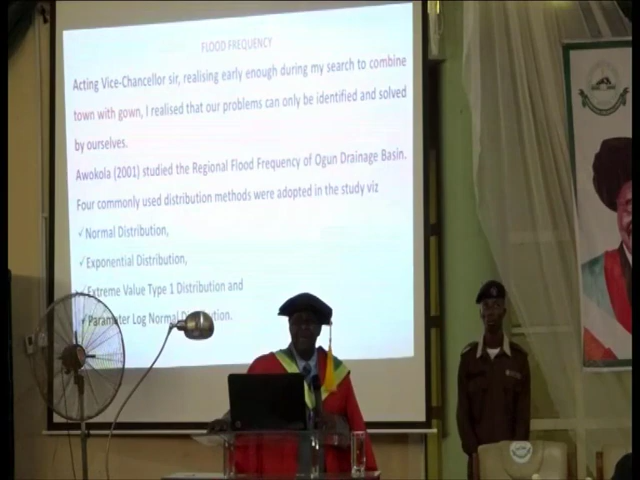 FLOOD FREQUENCY
Acting Vice-Chancellor sir, realising early enough during my search to combine
town with gown, I realised that our problems can only be identified and solved
by ourselves.
Awokola (2001) studied the Regional Flood Frequency of Ogun Drainage Basin.
Four commonly used distribution methods were adopted in the study viz
✓Normal Distribution,
✓Exponential Distribution,
✓Extreme Value Type 1 Distribution and
Parameter Log Normal Distribution.